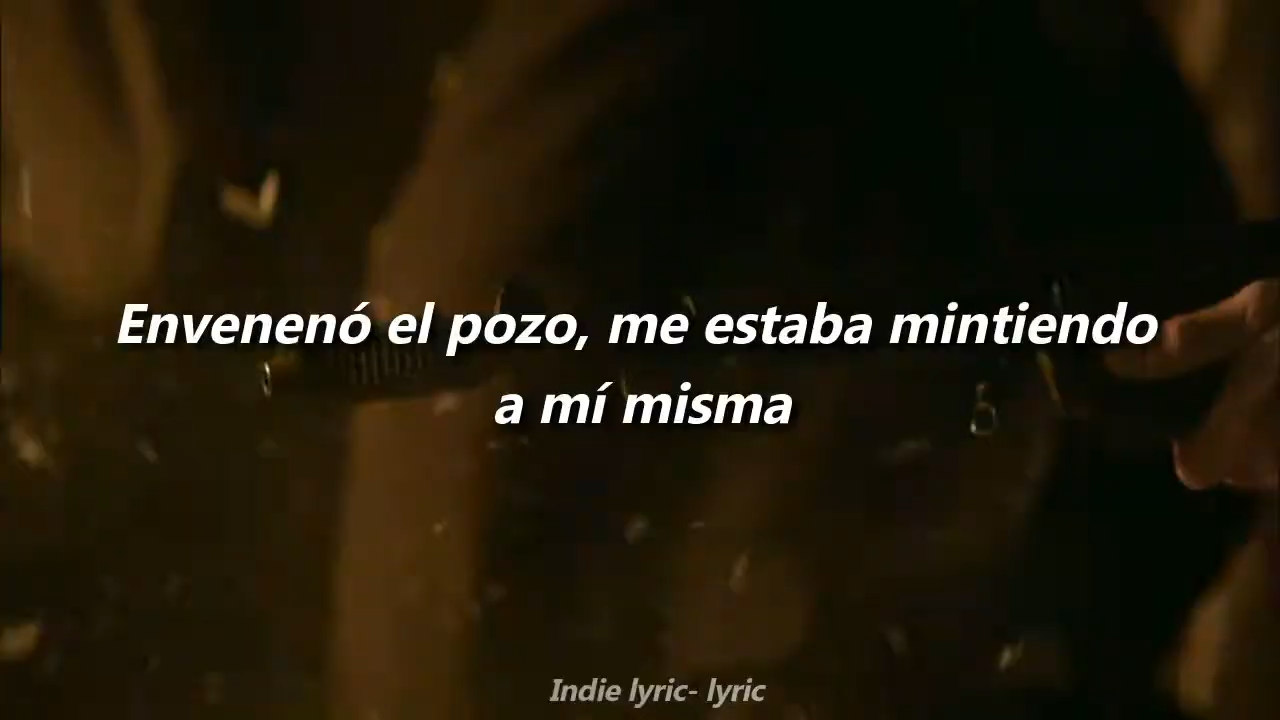 Envenenó el pozo, me estaba mintiendo
a mí misma
Indie lyric- lyric